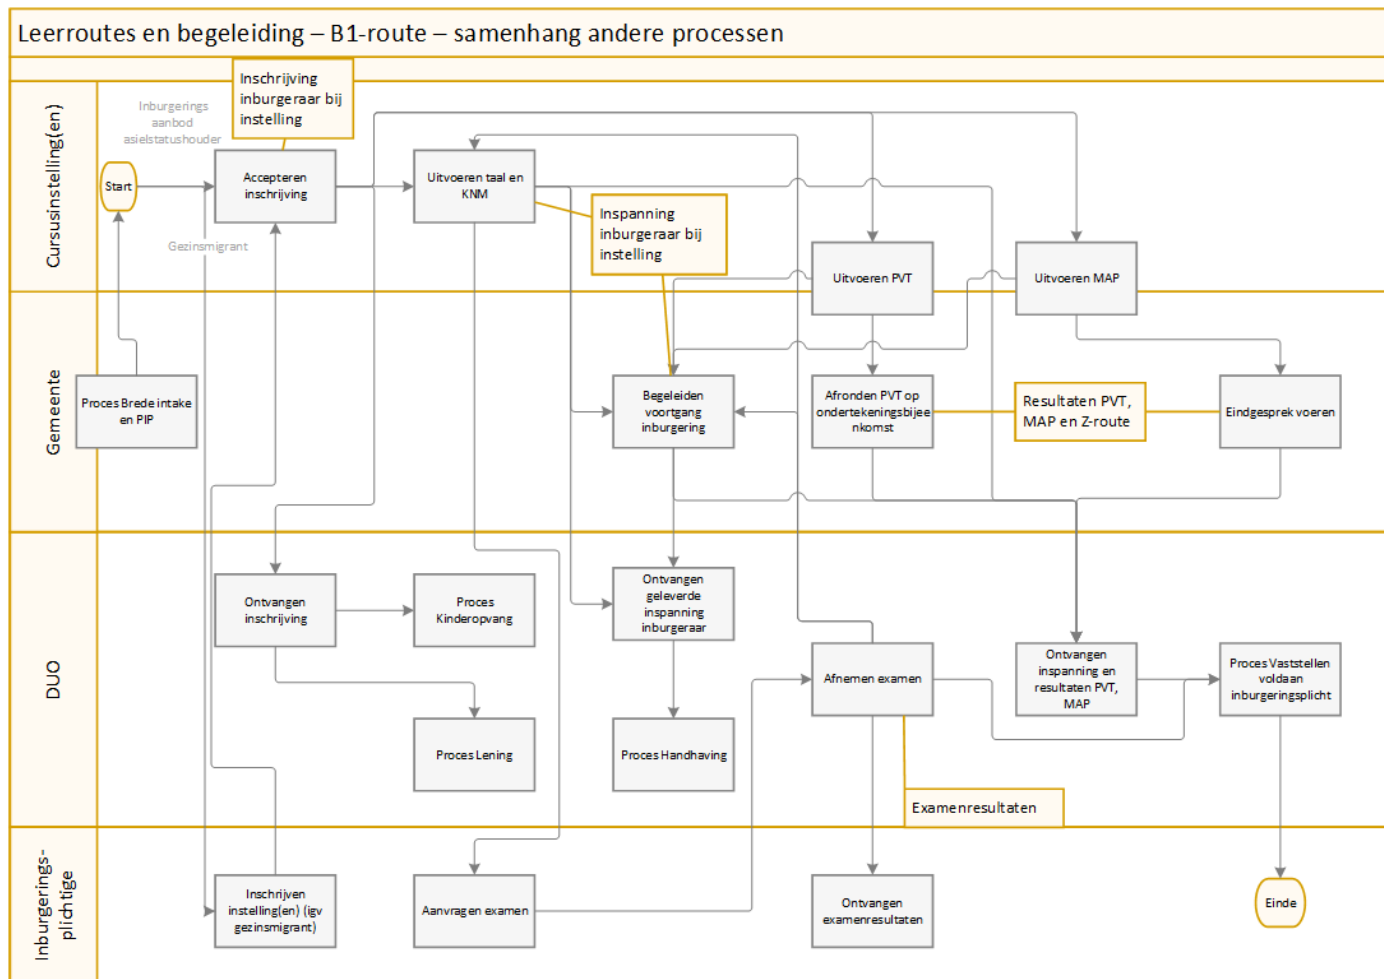 Leerroutes en begeleiding – B1-route – samenhang andere processen
Cursusinstelling(en)
Inburgerings
aanbod
asielstatushouder
Inschrijving
inburgeraar bij
instelling
Start
Accepteren
inschrijving
Uitvoeren taal en
KNM
Inspanning
inburgeraar bij
instelling
Gezinsmigrant
Uitvoeren PVT
Uitvoeren MAP
Gemeente
Proces Brede intake
en PIP
Begeleiden
voortgang
inburgering
Afronden PVT op
ondertekeningsbijee
nkomst
Resultaten PVT,
MAP en Z-route
Eindgesprek voeren
DUO
Ontvangen
inschrijving
Proces
Kinderopvang
Ontvangen
geleverde
inspanning
inburgeraar
Afnemen examen
Ontvangen
inspanning en
resultaten PVT,
MAP
Proces Vaststellen
voldaan
inburgeringsplicht
Proces Lening
Proces Handhaving
Examenresultaten
Inburgerings-
plichtige
Inschrijven
instelling(en) (igv
gezinsmigrant)
Aanvragen examen
Ontvangen
examenresultaten
Einde